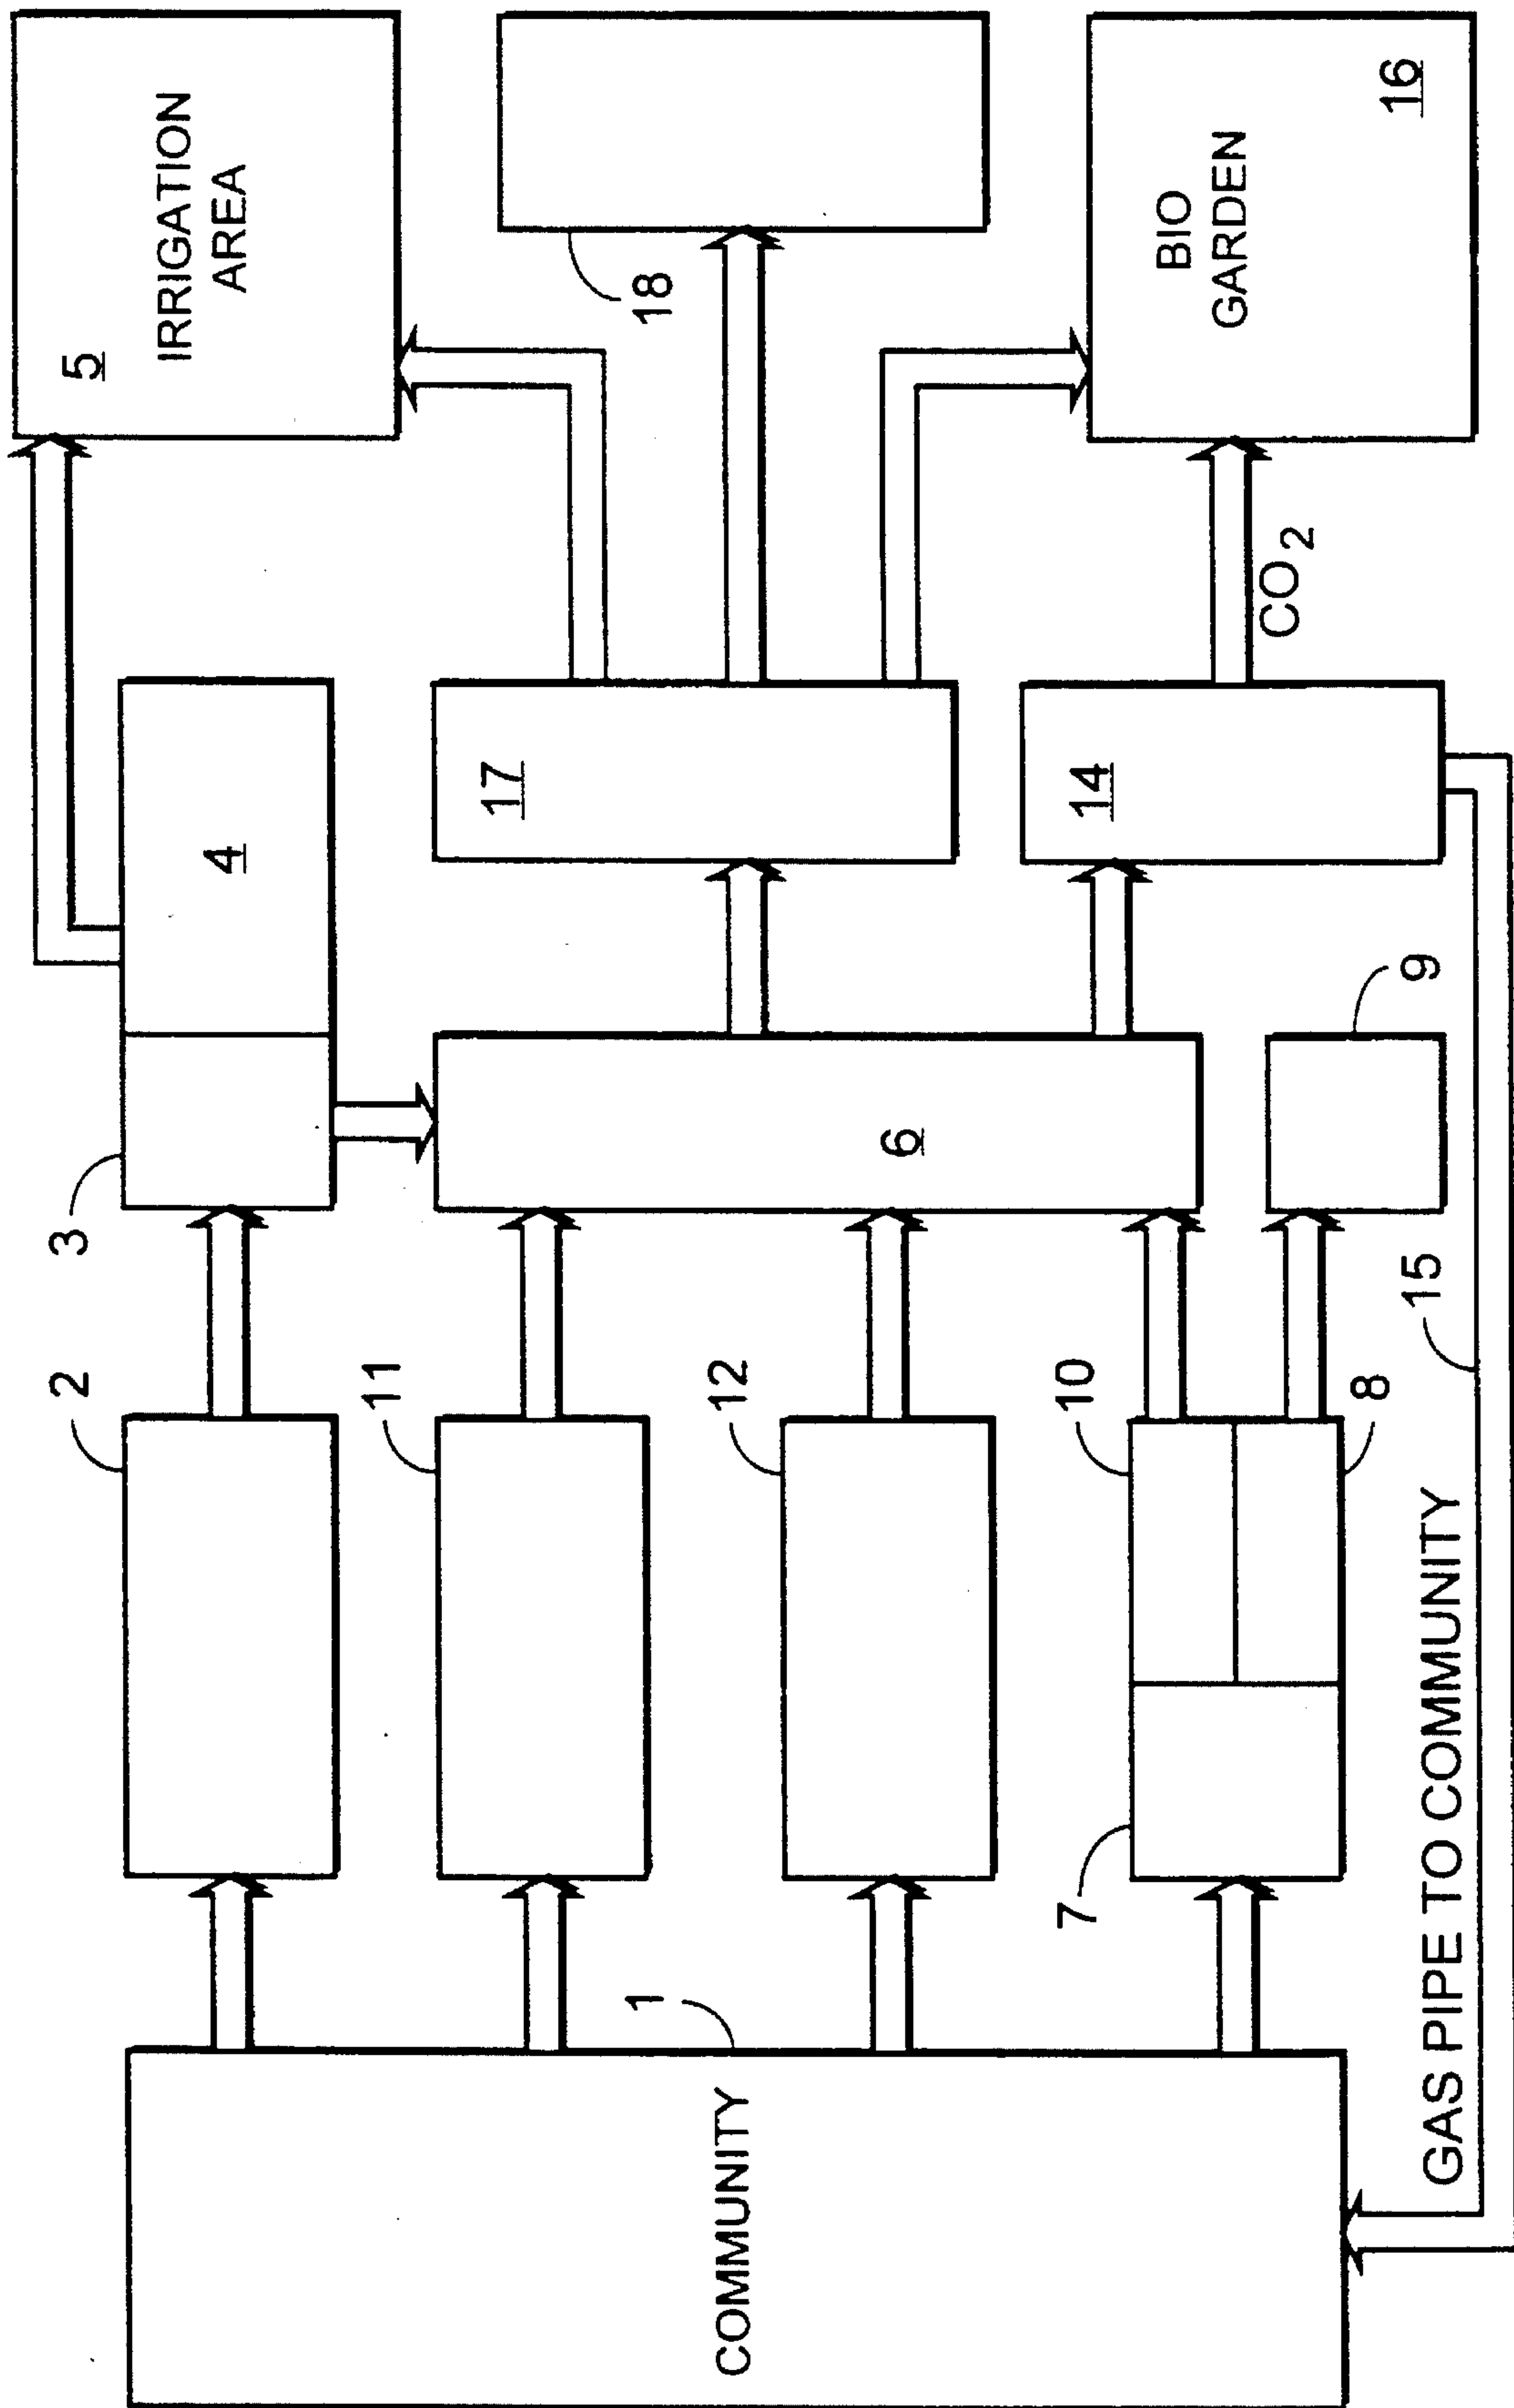 5
IRRIGATION
AREA
3
4
2
11
6
17
18
12
1
COMMUNITY
10
7
8
9
14
CO2
BIO
GARDEN
16
15
GAS PIPE TO COMMUNITY